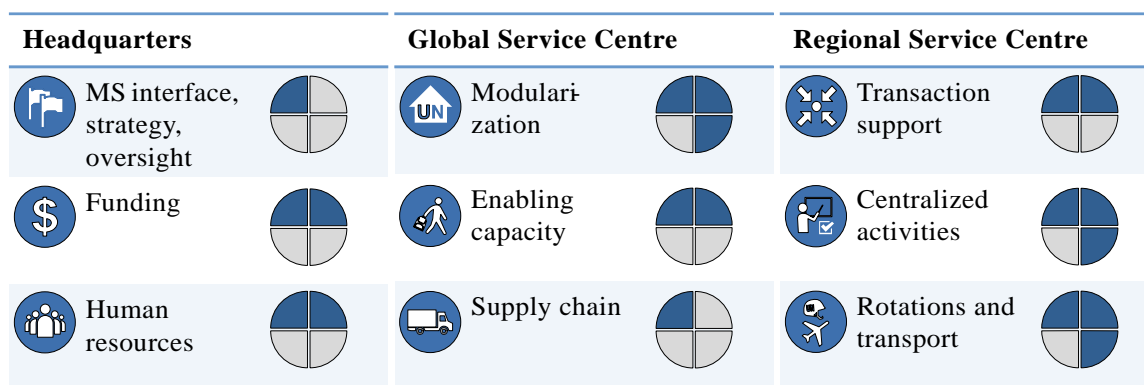 Headquarters
MS interface,
strategy,
oversight
Funding
$
Human
resources
Global Service Centre
UN
Modulari-
zation
Enabling
capacity
Supply chain
Regional Service Centre
Transaction
support
Centralized
activities
Rotations and
transport